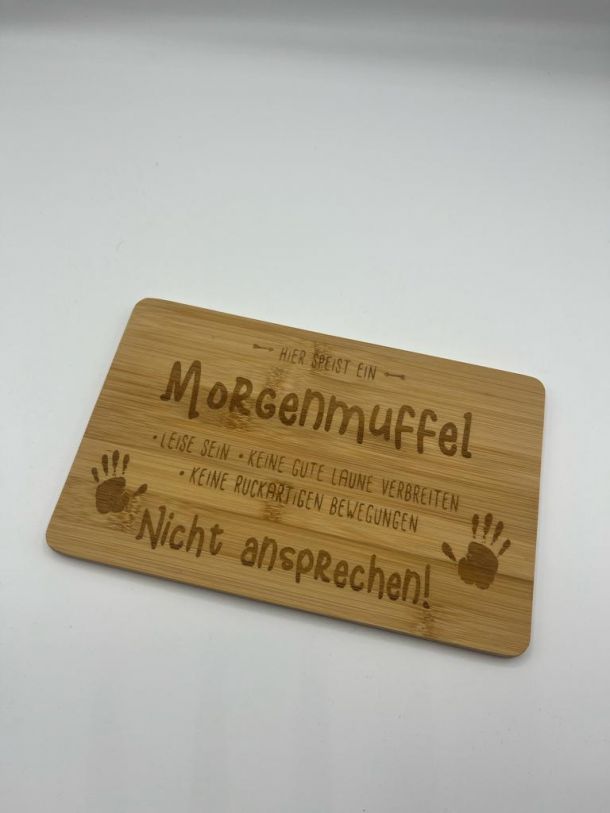 HIER SPEIST EIN
MORGENMUFFEL
• LEISE SEIN • KEINE GUTE LAUNE VERBREITEN
• KEINE RUCKARTIGEN BEWEGUNGEN
Nicht ansprechen!